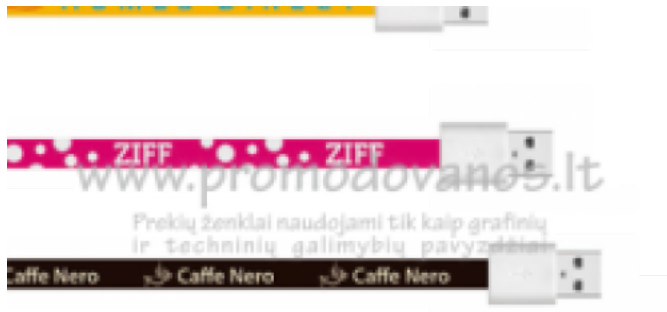 ZIFF ZIFF
www.promodovanos.lt
Prekių ženklai naudojami tik kaip grafinių
ir techninių galimybių pavyzdžiai
Caffe Nero Caffe Nero Caffe Nero